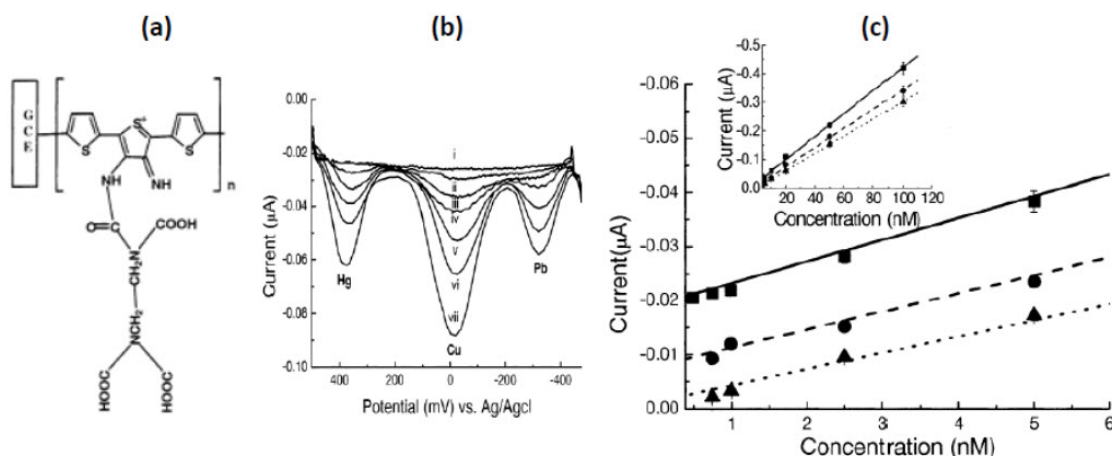 (a)
G
C
E
S
S⁺
S
n
NH
NH
O=C
N
COOH
CH₂N
NCH₂
N
HOOC
HOOC
(b)
Current (µA)
0.00
-0.02
-0.04
-0.06
-0.08
-0.10
i
ii
iii
iv
v
vi
vii
Hg
Cu
Pb
400
200
0
-200
-400
Potential (mV) vs. Ag/Agcl
(c)
Current (µA)
-0.5
-0.4
-0.3
-0.2
-0.1
0.0
0 20 40 60 80 100 120
Concentration (nM)
Current(µA)
-0.06
-0.05
-0.04
-0.03
-0.02
-0.01
0.00
1 2 3 4 5 6
Concentration (nM)